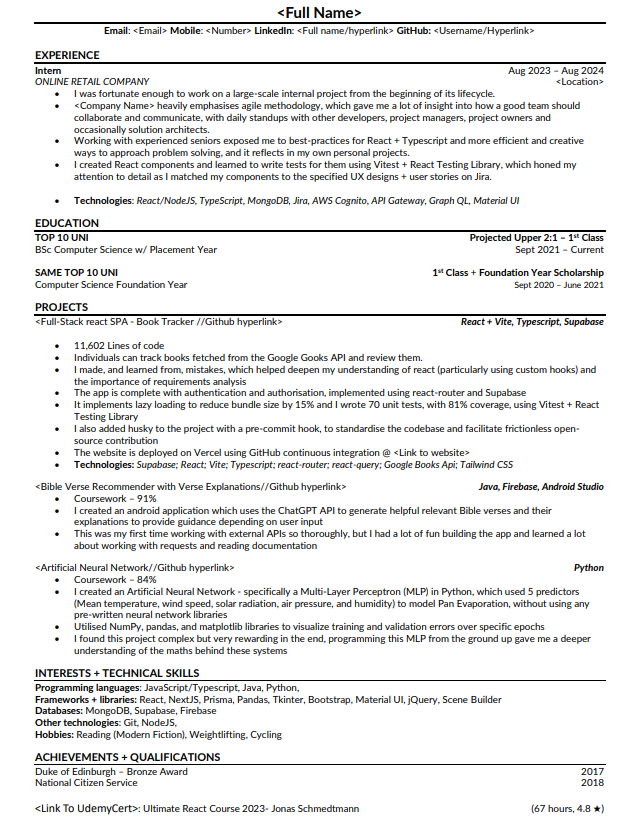 <Full Name>
Email: <Email> Mobile: <Number> LinkedIn: <Full name/hyperlink> GitHub: <Username/Hyperlink>
EXPERIENCE
Intern Aug 2023 – Aug 2024
ONLINE RETAIL COMPANY <Location>
• I was fortunate enough to work on a large-scale internal project from the beginning of its lifecycle.
• <Company Name> heavily emphasises agile methodology, which gave me a lot of insight into how a good team should
collaborate and communicate, with daily standups with other developers, project managers, project owners and
occasionally solution architects.
• Working with experienced seniors exposed me to best-practices for React + Typescript and more efficient and creative
ways to approach problem solving, and it reflects in my own personal projects.
• I created React components and learned to write tests for them using Vitest + React Testing Library, which honed my
attention to detail as I matched my components to the specified UX designs + user stories on Jira.
• Technologies: React/NodeJS, TypeScript, MongoDB, Jira, AWS Cognito, API Gateway, Graph QL, Material UI
EDUCATION
TOP 10 UNI Projected Upper 2:1 – 1st Class
BSc Computer Science w/ Placement Year Sept 2021 – Current
SAME TOP 10 UNI 1st Class + Foundation Year Scholarship
Computer Science Foundation Year Sept 2020 – June 2021
PROJECTS
<Full-Stack react SPA - Book Tracker //Github hyperlink> React + Vite, Typescript, Supabase
• 11,602 Lines of code
• Individuals can track books fetched from the Google Gooks API and review them.
• I made, and learned from, mistakes, which helped deepen my understanding of react (particularly using custom hooks) and
the importance of requirements analysis
• The app is complete with authentication and authorisation, implemented using react-router and Supabase
• It implements lazy loading to reduce bundle size by 15% and I wrote 70 unit tests, with 81% coverage, using Vitest + React
Testing Library
• I also added husky to the project with a pre-commit hook, to standardise the codebase and facilitate frictionless open-
source contribution
• The website is deployed on Vercel using GitHub continuous integration @ <Link to website>
• Technologies: Supabase; React; Vite; Typescript; react-router; react-query; Google Books Api; Tailwind CSS
<Bible Verse Recommender with Verse Explanations//Github hyperlink> Java, Firebase, Android Studio
• Coursework – 91%
• I created an android application which uses the ChatGPT API to generate helpful relevant Bible verses and their
explanations to provide guidance depending on user input
• This was my first time working with external APIs so thoroughly, but I had a lot of fun building the app and learned a lot
about working with requests and reading documentation
<Artificial Neural Network//Github hyperlink> Python
• Coursework – 84%
• I created an Artificial Neural Network - specifically a Multi-Layer Perceptron (MLP) in Python, which used 5 predictors
(Mean temperature, wind speed, solar radiation, air pressure, and humidity) to model Pan Evaporation, without using any
pre-written neural network libraries
• Utilised NumPy, pandas, and matplotlib libraries to visualize training and validation errors over specific epochs
• I found this project complex but very rewarding in the end, programming this MLP from the ground up gave me a deeper
understanding of the maths behind these systems
INTERESTS + TECHNICAL SKILLS
Programming languages: JavaScript/Typescript, Java, Python,
Frameworks + libraries: React, NextJS, Prisma, Pandas, Tkinter, Bootstrap, Material UI, jQuery, Scene Builder
Databases: MongoDB, Supabase, Firebase
Other technologies: Git, NodeJS,
Hobbies: Reading (Modern Fiction), Weightlifting, Cycling
ACHIEVEMENTS + QUALIFICATIONS
Duke of Edinburgh – Bronze Award 2017
National Citizen Service 2018
<Link To UdemyCert>: Ultimate React Course 2023- Jonas Schmedtmann (67 hours, 4.8 ★)